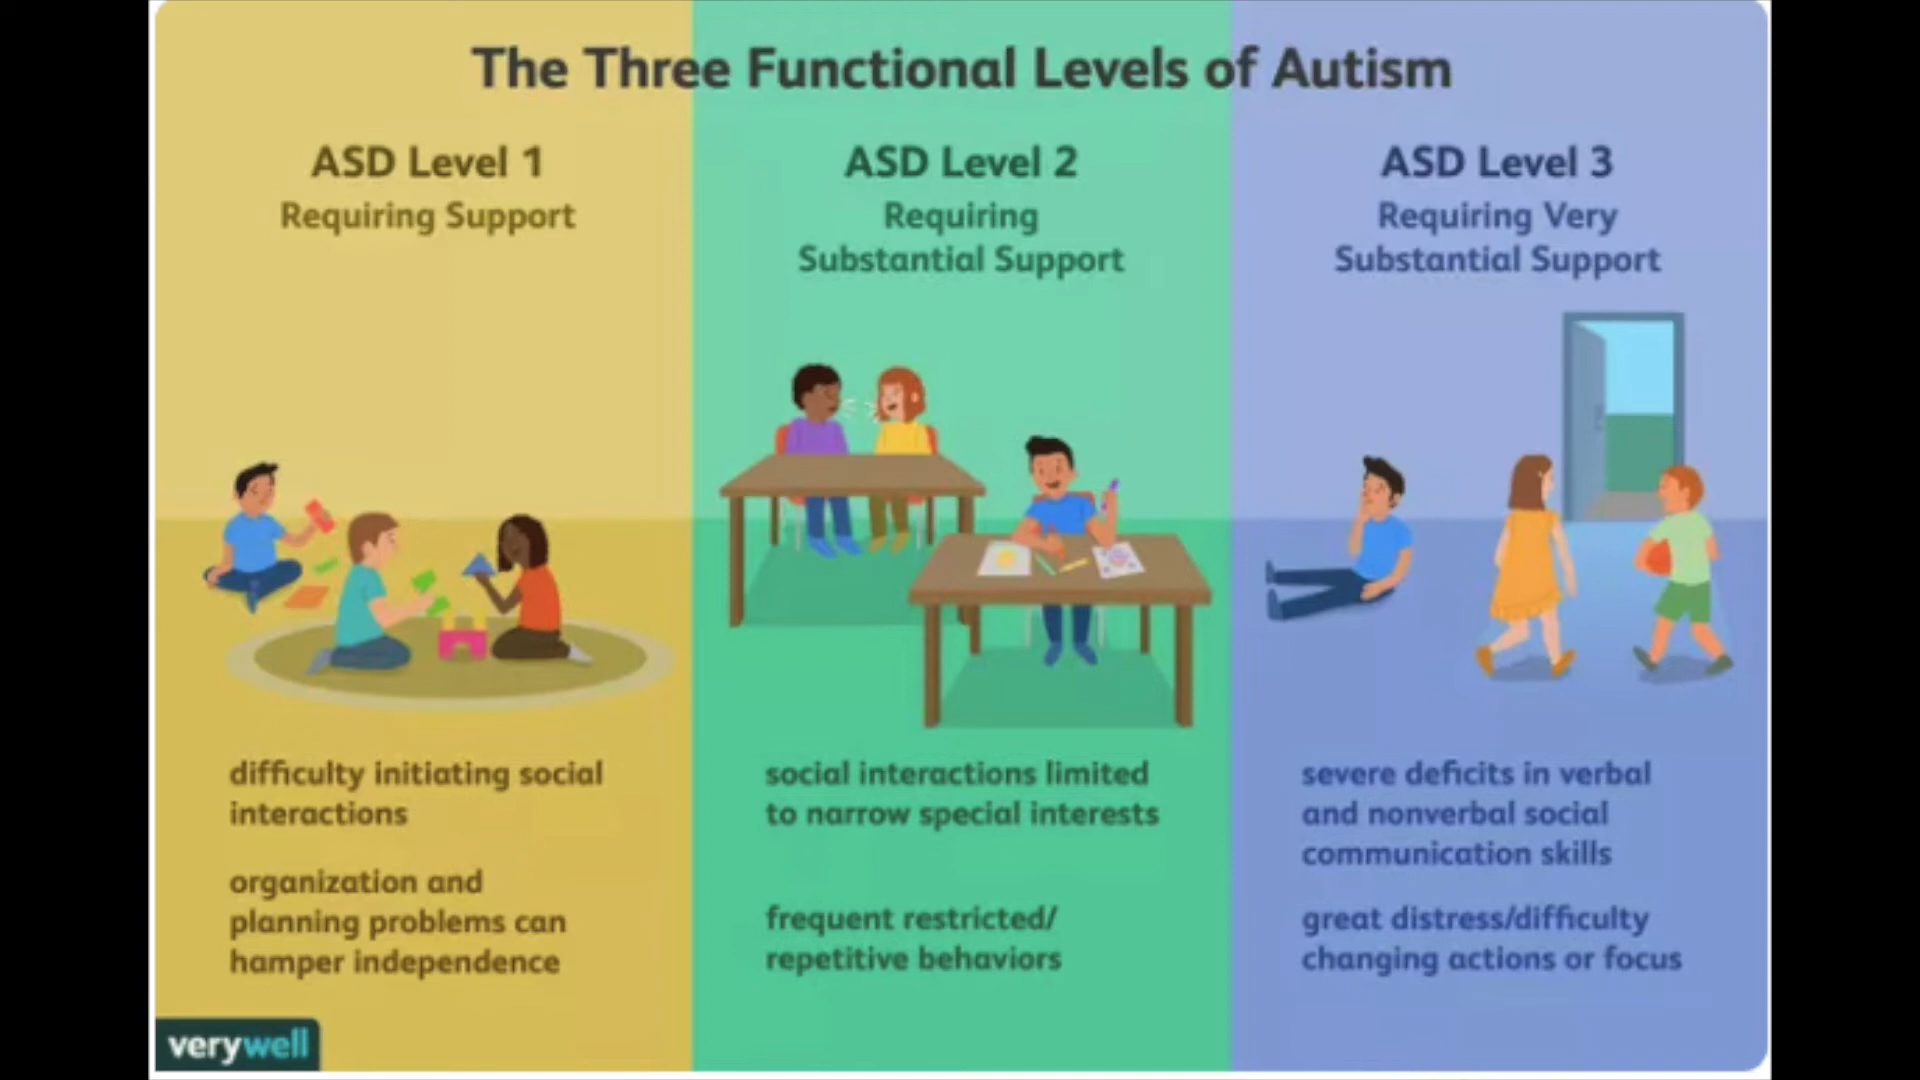 The Three Functional Levels of Autism
ASD Level 1
Requiring Support
difficulty initiating social
interactions
organization and
planning problems can
hamper independence
ASD Level 2
Requiring
Substantial Support
social interactions limited
to narrow special interests
frequent restricted/
repetitive behaviors
ASD Level 3
Requiring Very
Substantial Support
severe deficits in verbal
and nonverbal social
communication skills
great distress/difficulty
changing actions or focus
verywell